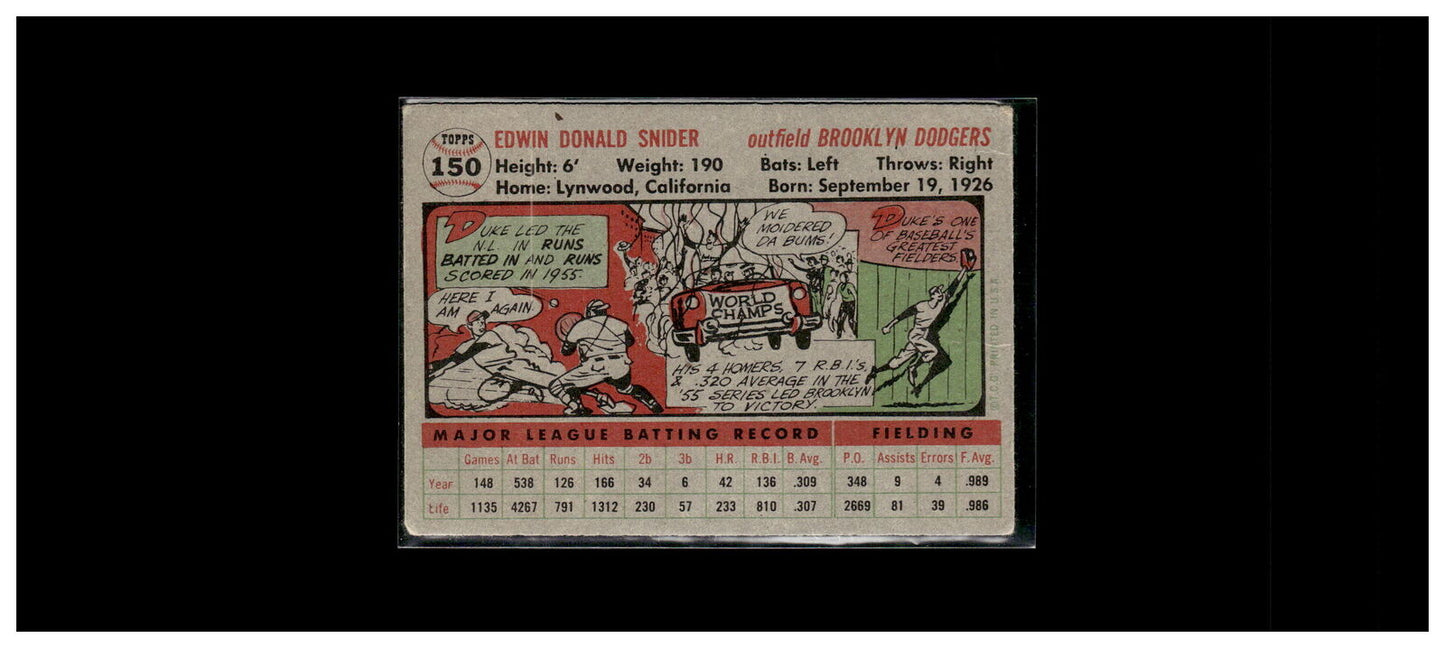 TOPPS
150
EDWIN DONALD SNIDER outfield BROOKLYN DODGERS
Height: 6' Weight: 190 Bats: Left Throws: Right
Home: Lynwood, California Born: September 19, 1926
DUKE LED THE
N.L. IN RUNS
BATTED IN AND RUNS
SCORED IN 1955.
HERE I
AM AGAIN.
WE
MOIDERED
DA BUMS!
WORLD
CHAMPS
HIS 4 HOMERS, 7 R.B.I.'s,
& .320 AVERAGE IN THE
'55 SERIES LED BROOKLYN
TO VICTORY.
DUKE'S ONE
OF BASEBALL'S
GREATEST
FIELDERS.
PRINTED IN U.S.A.
MAJOR LEAGUE BATTING RECORD FIELDING
Games At Bat Runs Hits 2b 3b H.R. R.B.I. B. Avg. P.O. Assists Errors F. Avg.
Year 148 538 126 166 34 6 42 136 .309 348 9 4 .989
Life 1135 4267 791 1312 230 57 233 810 .307 2669 81 39 .986